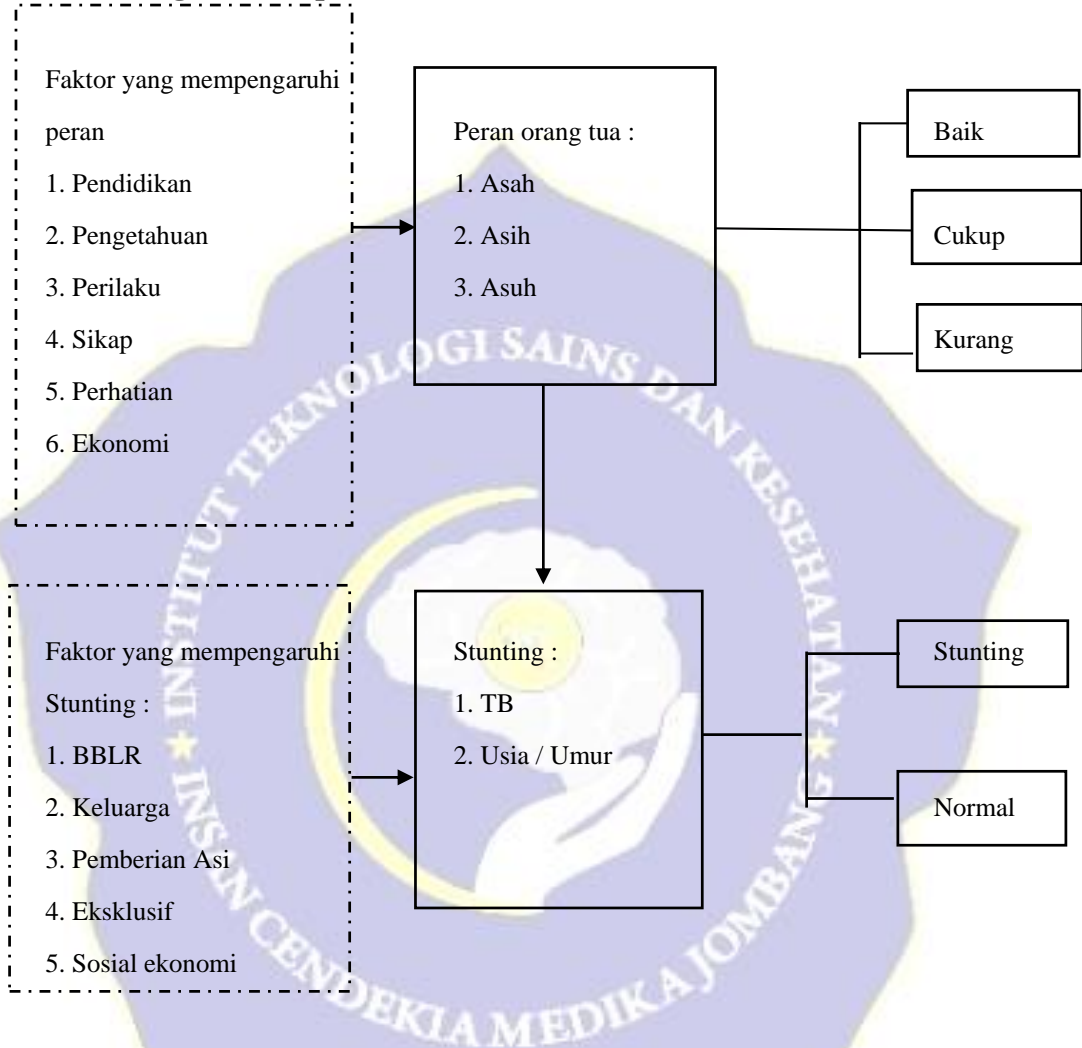 Faktor yang mempengaruhi
peran
1. Pendidikan
2. Pengetahuan
3. Perilaku
4. Sikap
5. Perhatian
6. Ekonomi
Peran orang tua :
1. Asah
2. Asih
3. Asuh
Baik
Cukup
Kurang
Faktor yang mempengaruhi
Stunting :
1. BBLR
2. Keluarga
3. Pemberian Asi
4. Eksklusif
5. Sosial ekonomi
Stunting :
1. TB
2. Usia / Umur
Stunting
Normal
INSTITUT TEKNOLOGI SAINS DAN KESEHATAN
INSAN CENDEKIA MEDIKA JOMBANG